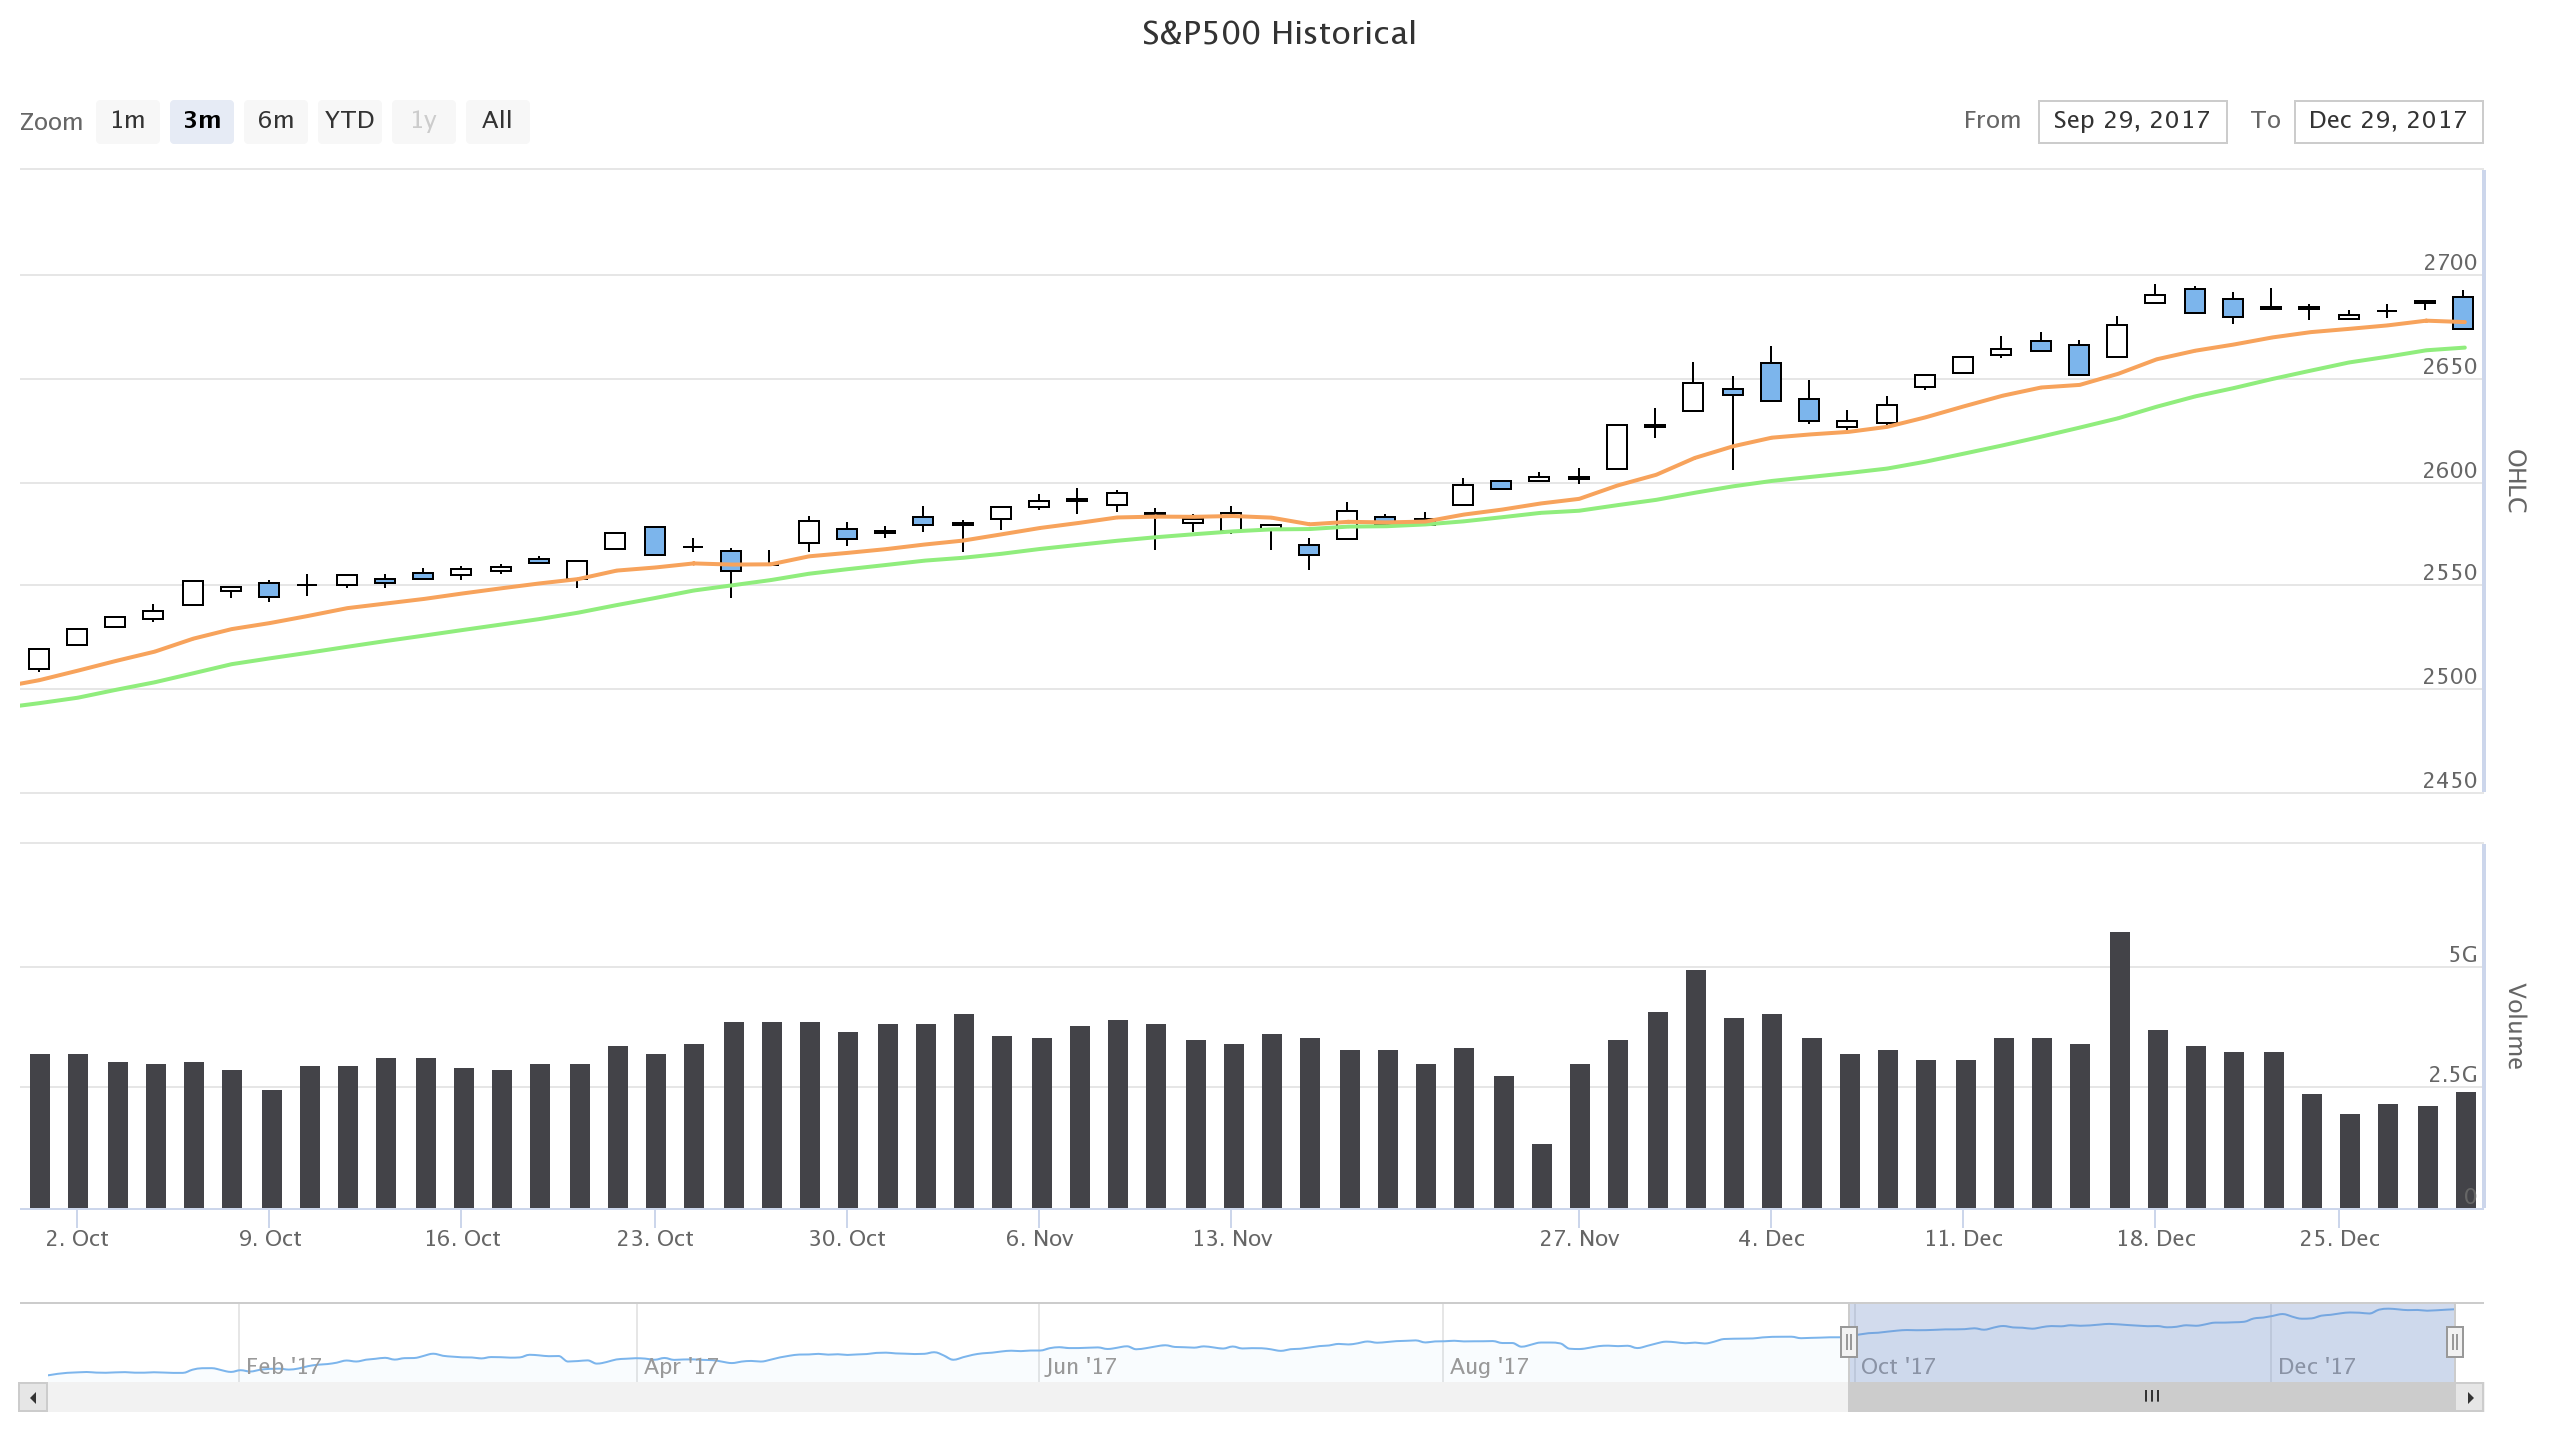 S&P500 Historical
Zoom 1m 3m 6m YTD 1y All From Sep 29, 2017 To Dec 29, 2017
2700
2650
2600
2550
2500
2450
OHLC
5G
2.5G
0
Volume
2. Oct 9. Oct 16. Oct 23. Oct 30. Oct 6. Nov 13. Nov 27. Nov 4. Dec 11. Dec 18. Dec 25. Dec
Feb '17 Apr '17 Jun '17 Aug '17 Oct '17 Dec '17